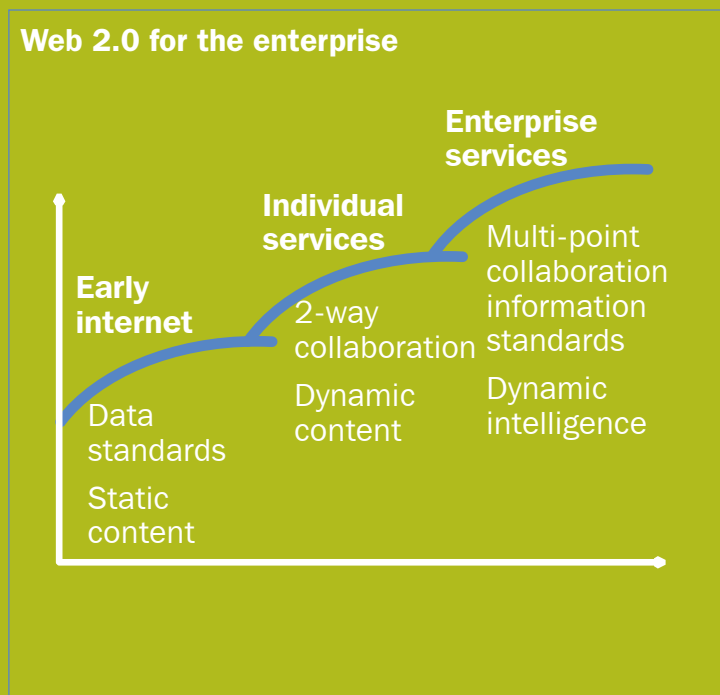 Web 2.0 for the enterprise
Early
internet
Data
standards
Static
content
Individual
services
2-way
collaboration
Dynamic
content
Enterprise
services
Multi-point
collaboration
information
standards
Dynamic
intelligence